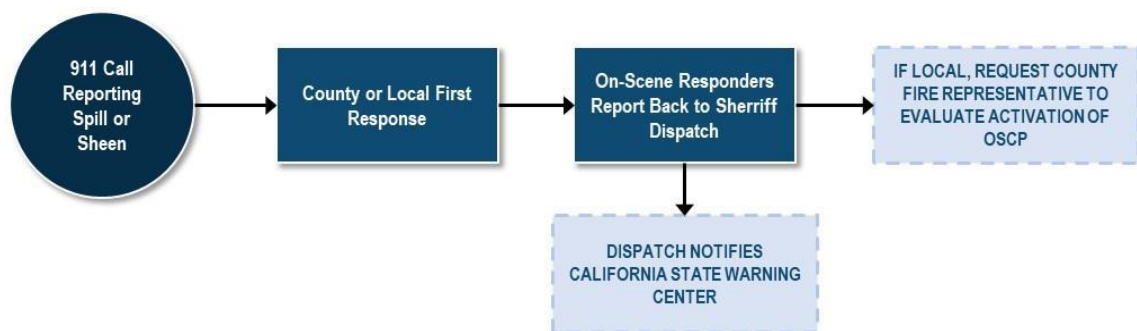 911 Call
Reporting
Spill or
Sheen
County or Local First
Response
On-Scene Responders
Report Back to Sherriff
Dispatch
IF LOCAL, REQUEST COUNTY
FIRE REPRESENTATIVE TO
EVALUATE ACTIVATION OF
OSCP
DISPATCH NOTIFIES
CALIFORNIA STATE WARNING
CENTER